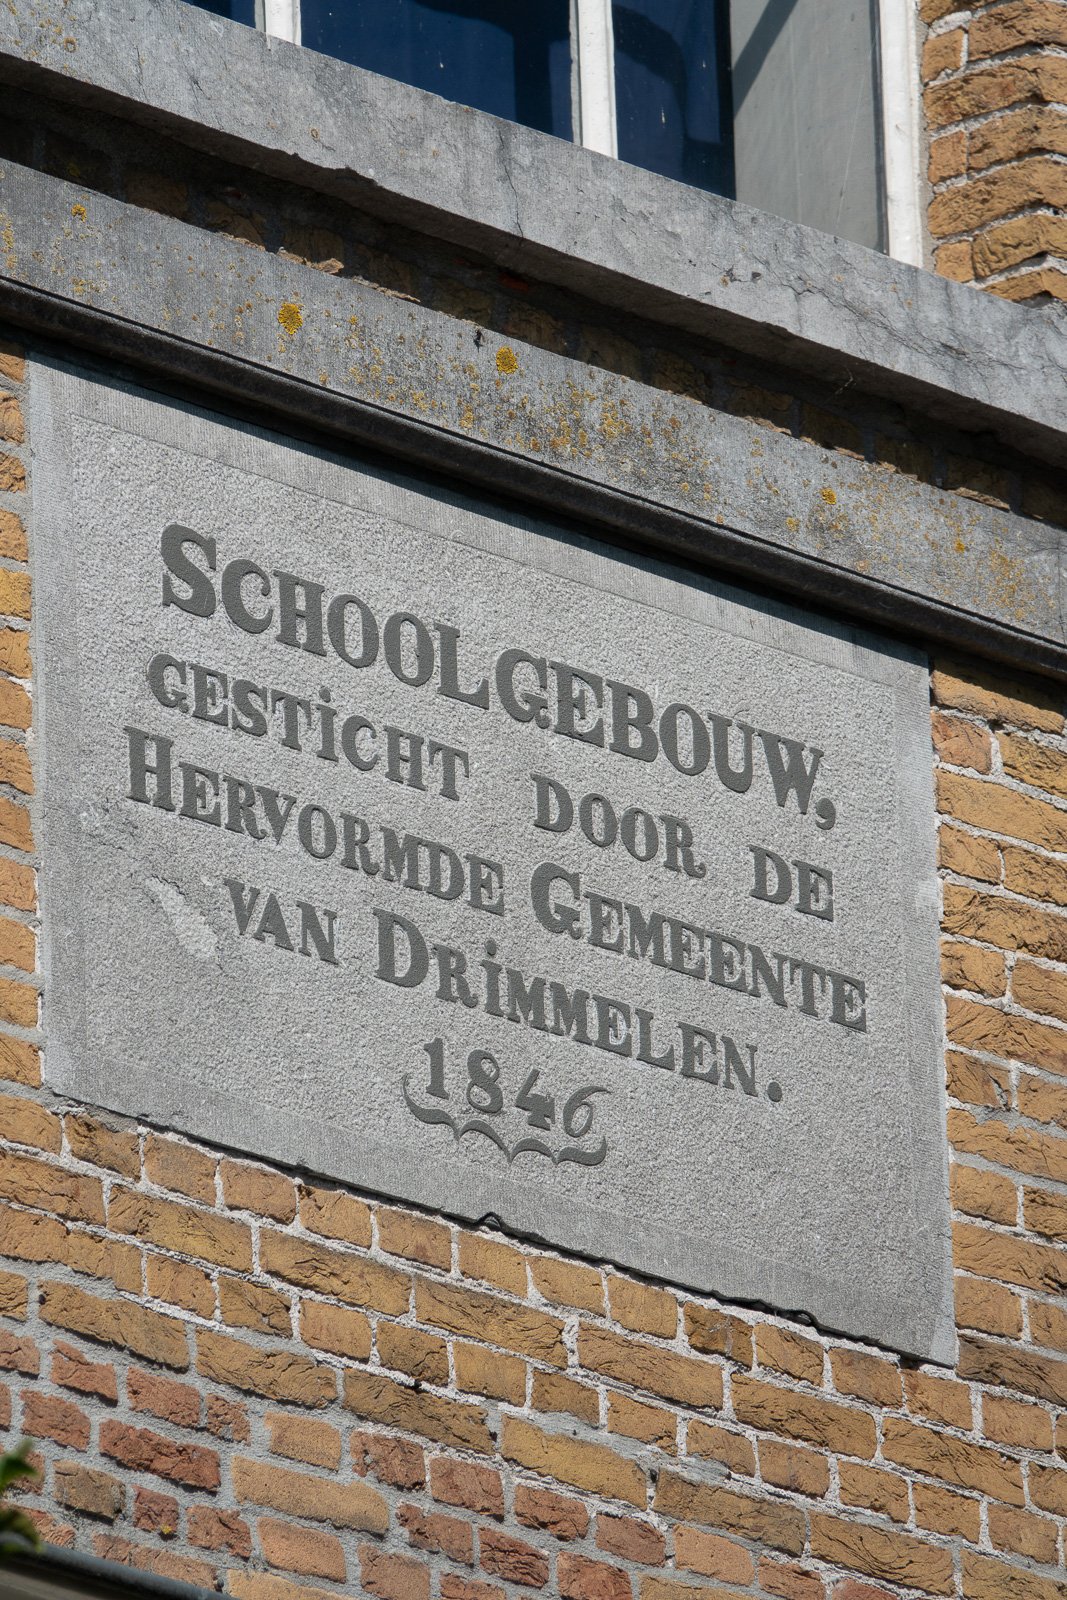 SCHOOLGEBOUW,
GESTICHT DOOR DE
HERVORMDE GEMEENTE
VAN DRIMMELEN.
1846